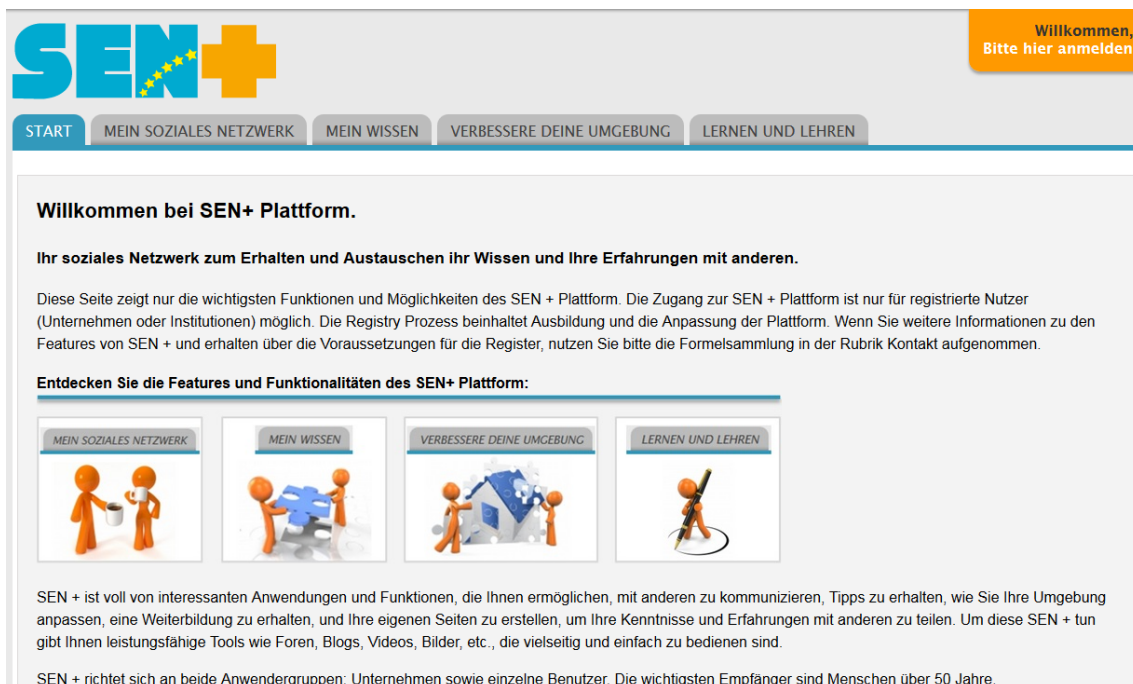 SEN+
Willkommen,
Bitte hier anmelden
START MEIN SOZIALES NETZWERK MEIN WISSEN VERBESSERE DEINE UMGEBUNG LERNEN UND LEHREN
Willkommen bei SEN+ Plattform.
Ihr soziales Netzwerk zum Erhalten und Austauschen ihr Wissen und Ihre Erfahrungen mit anderen.
Diese Seite zeigt nur die wichtigsten Funktionen und Möglichkeiten des SEN + Plattform. Die Zugang zur SEN + Plattform ist nur für registrierte Nutzer
(Unternehmen oder Institutionen) möglich. Die Registry Prozess beinhaltet Ausbildung und die Anpassung der Plattform. Wenn Sie weitere Informationen zu den
Features von SEN + und erhalten über die Voraussetzungen für die Register, nutzen Sie bitte die Formelsammlung in der Rubrik Kontakt aufgenommen.
Entdecken Sie die Features und Funktionalitäten des SEN+ Plattform:
MEIN SOZIALES NETZWERK MEIN WISSEN VERBESSERE DEINE UMGEBUNG LERNEN UND LEHREN
SEN + ist voll von interessanten Anwendungen und Funktionen, die Ihnen ermöglichen, mit anderen zu kommunizieren, Tipps zu erhalten, wie Sie Ihre Umgebung
anpassen, eine Weiterbildung zu erhalten, und Ihre eigenen Seiten zu erstellen, um Ihre Kenntnisse und Erfahrungen mit anderen zu teilen. Um diese SEN + tun
gibt Ihnen leistungsfähige Tools wie Foren, Blogs, Videos, Bilder, etc., die vielseitig und einfach zu bedienen sind.
SEN + richtet sich an beide Anwendergruppen: Unternehmen sowie einzelne Benutzer. Die wichtigsten Empfänger sind Menschen über 50 Jahre.